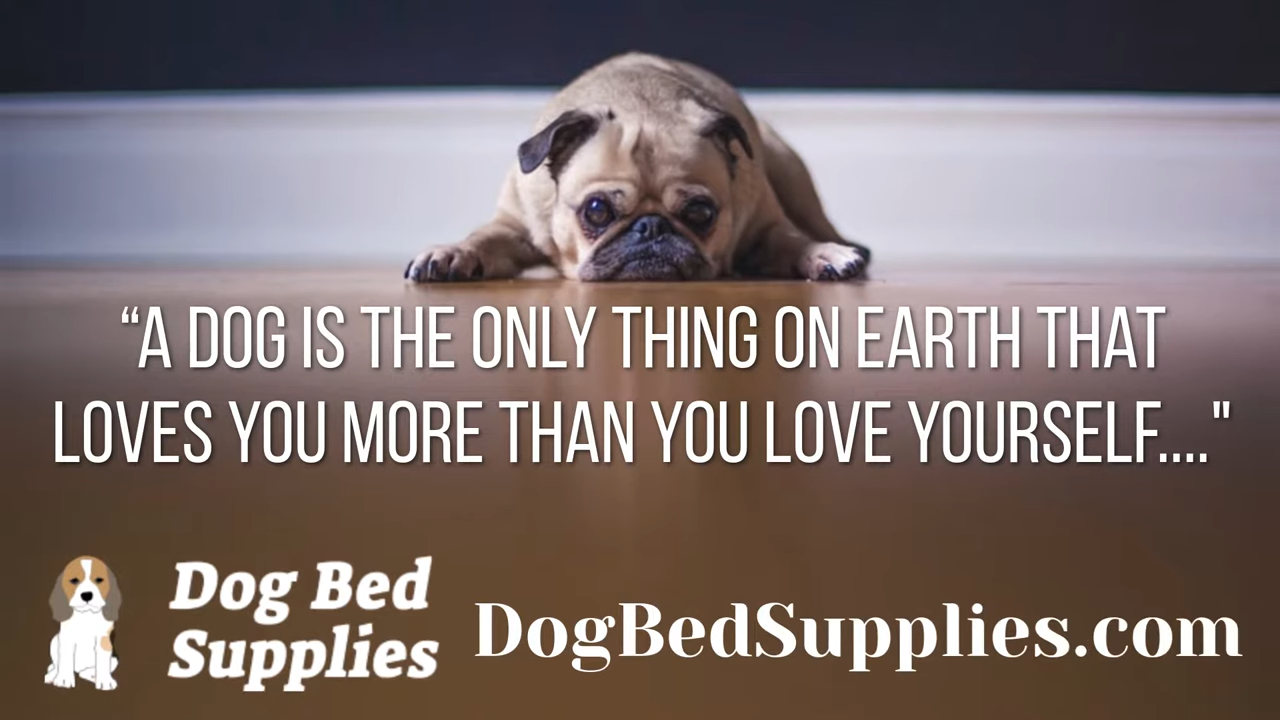 “A DOG IS THE ONLY THING ON EARTH THAT
LOVES YOU MORE THAN YOU LOVE YOURSELF...."
Dog Bed
Supplies
DogBedSupplies.com